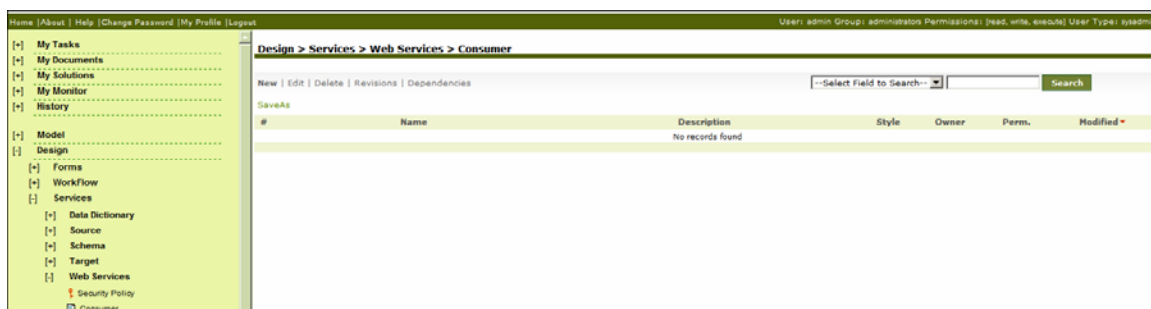 Home |About | Help |Change Password |My Profile |Logout
User: admin Group: administrators Permissions: [read, write, execute] User Type: sysadmi
[+] My Tasks
[+] My Documents
[+] My Solutions
[+] My Monitor
[+] History
[+] Model
[-] Design
[+] Forms
[+] WorkFlow
[-] Services
[+] Data Dictionary
[+] Source
[+] Schema
[+] Target
[-] Web Services
Security Policy
Consumer
Design > Services > Web Services > Consumer
New | Edit | Delete | Revisions | Dependencies
--Select Field to Search-- Search
SaveAs
# Name Description Style Owner Perm. Modified
No records found